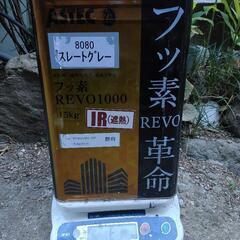 ASTEC
8080
スレートグレー
フッ素
REVO1000
15kg
IR(遮熱)
フッ素
REVO
革命